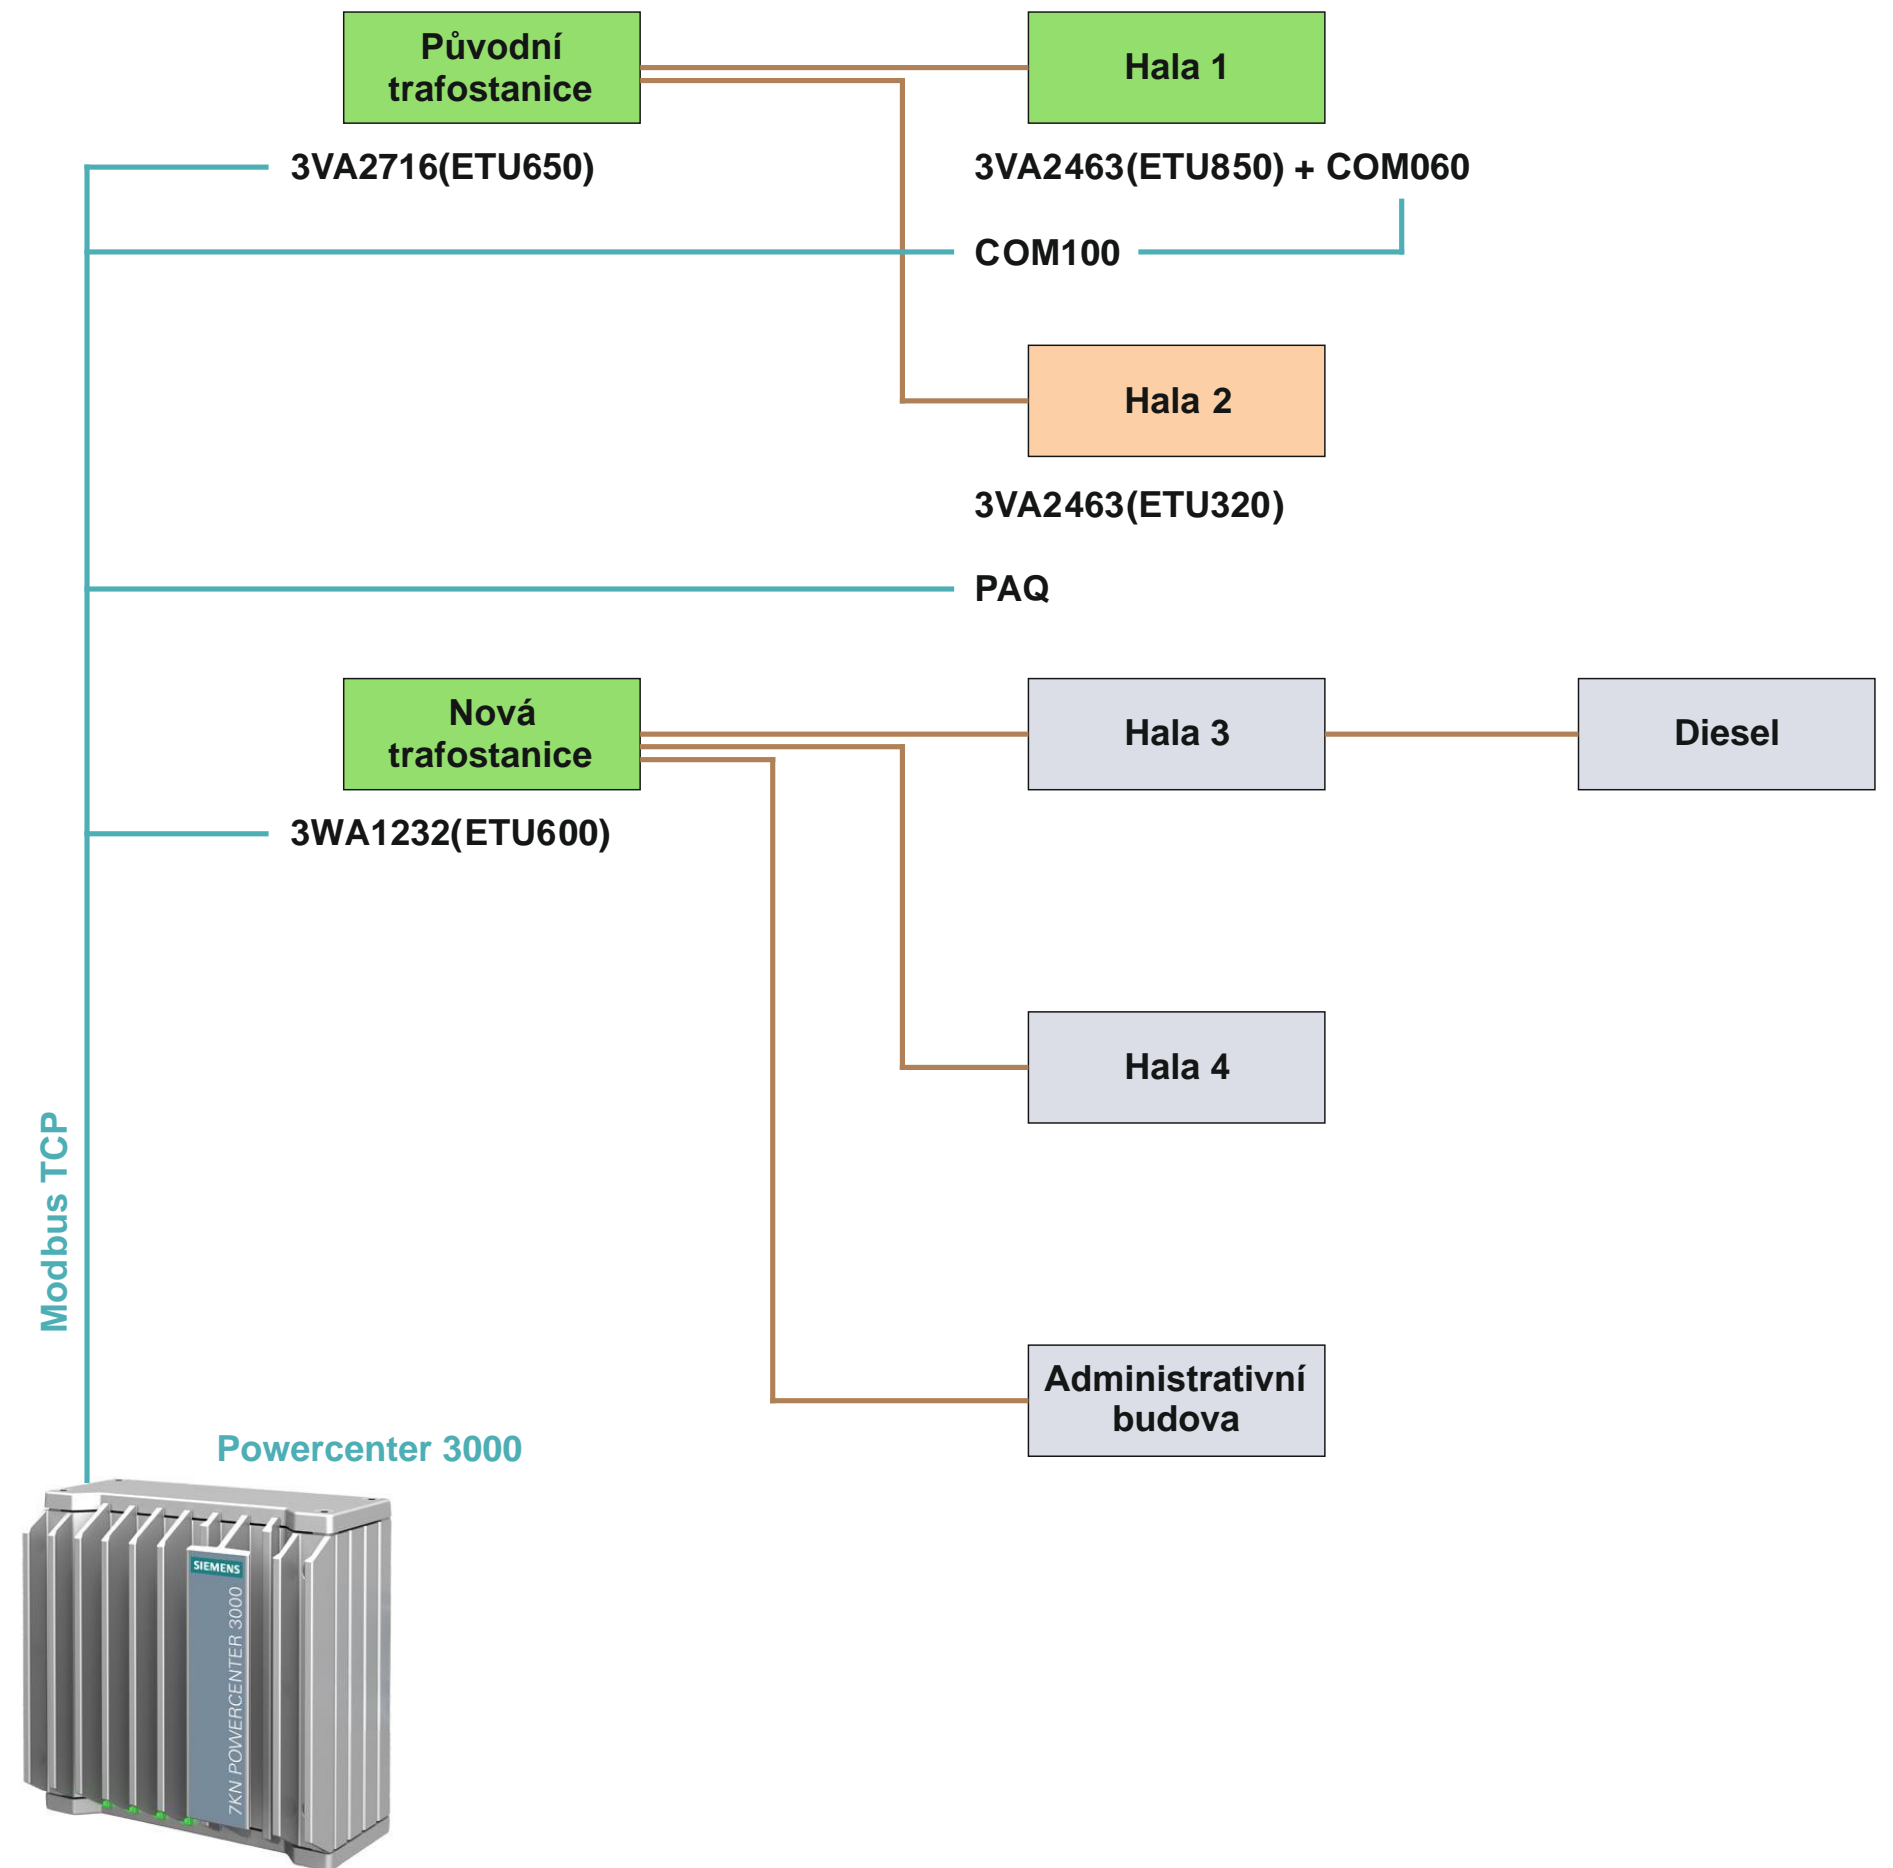 Původní
trafostanice
Hala 1
3VA2716(ETU650)
3VA2463(ETU850) + COM060
COM100
Hala 2
3VA2463(ETU320)
PAQ
Nová
trafostanice
Hala 3
Diesel
3WA1232(ETU600)
Hala 4
Modbus TCP
Administrativní
budova
Powercenter 3000
SIEMENS
7KN POWERCENTER 3000